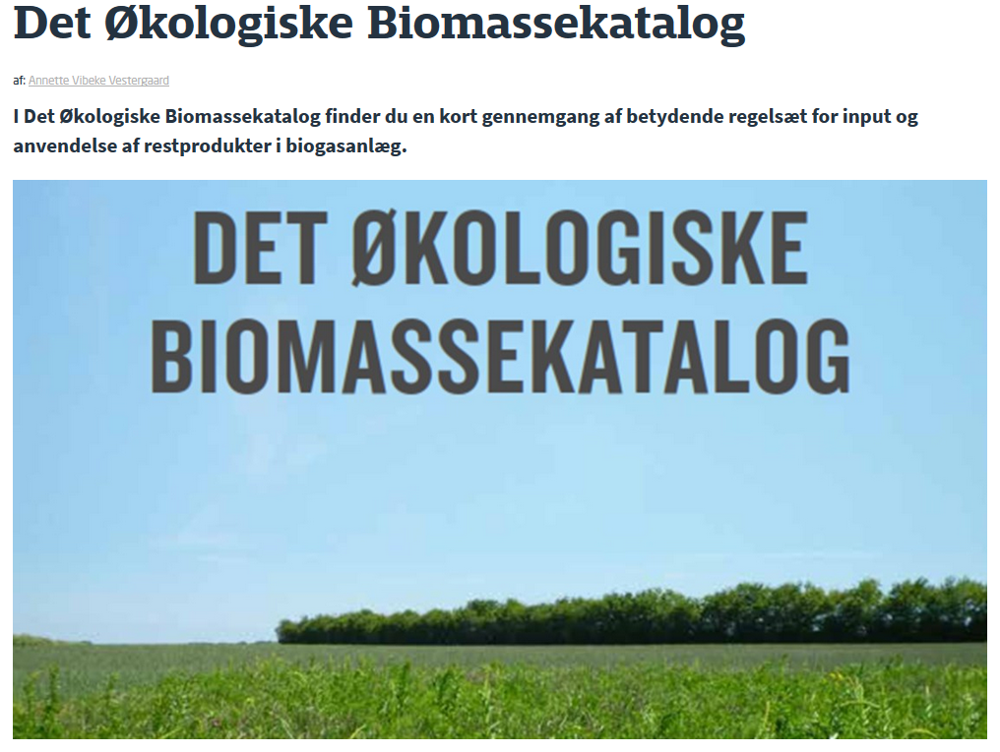 Det Økologiske Biomassekatalog
af: Annette Vibeke Vestergaard
I Det Økologiske Biomassekatalog finder du en kort gennemgang af betydende regelsæt for input og
anvendelse af restprodukter i biogasanlæg.
DET ØKOLOGISKE
BIOMASSEKATALOG